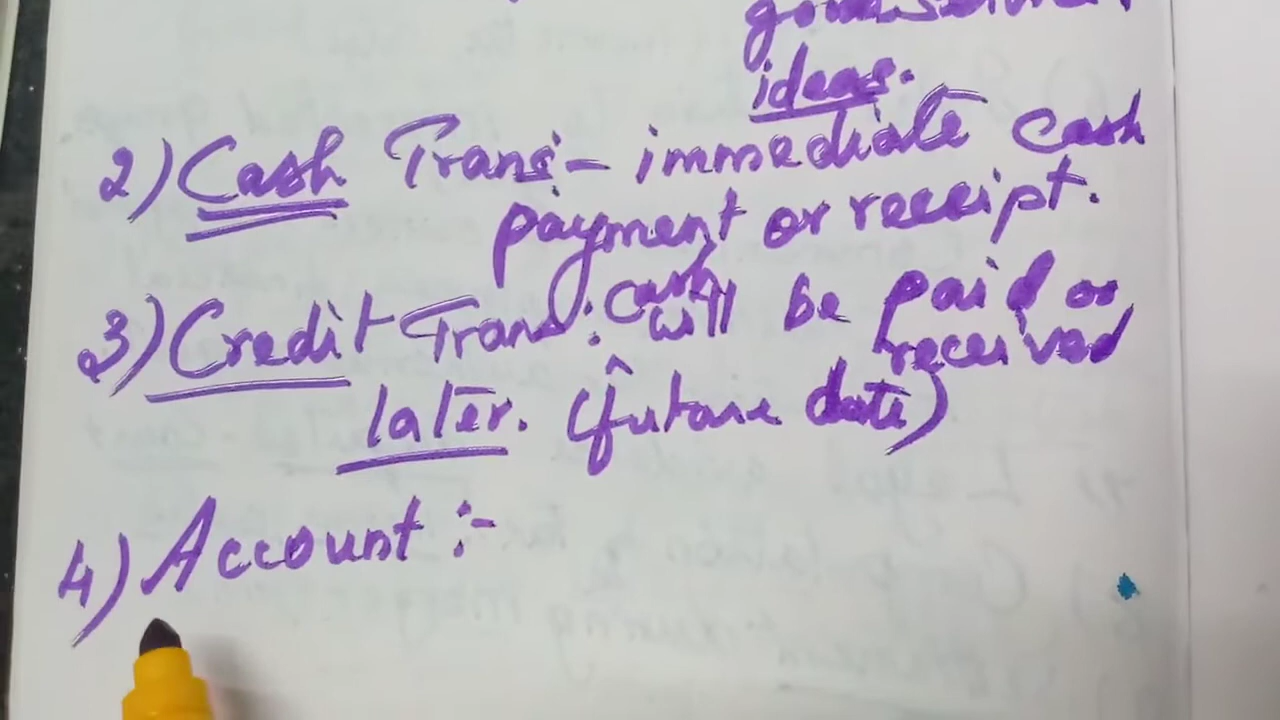 ideas.
2) Cash Trans:- immediate cash
payment or receipt.
3) Credit Trans: Cash will be paid or
received
later. (future date)
4) Account :-